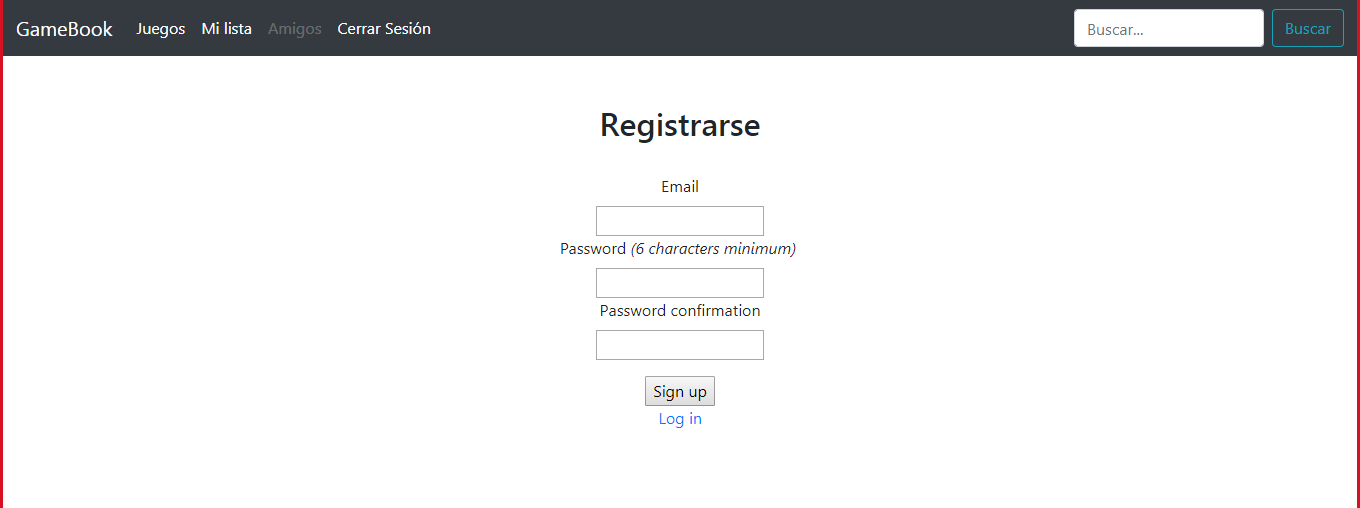 GameBook Juegos Mi lista Amigos Cerrar Sesión Buscar... Buscar
Registrarse
Email
Password (6 characters minimum)
Password confirmation
Sign up
Log in